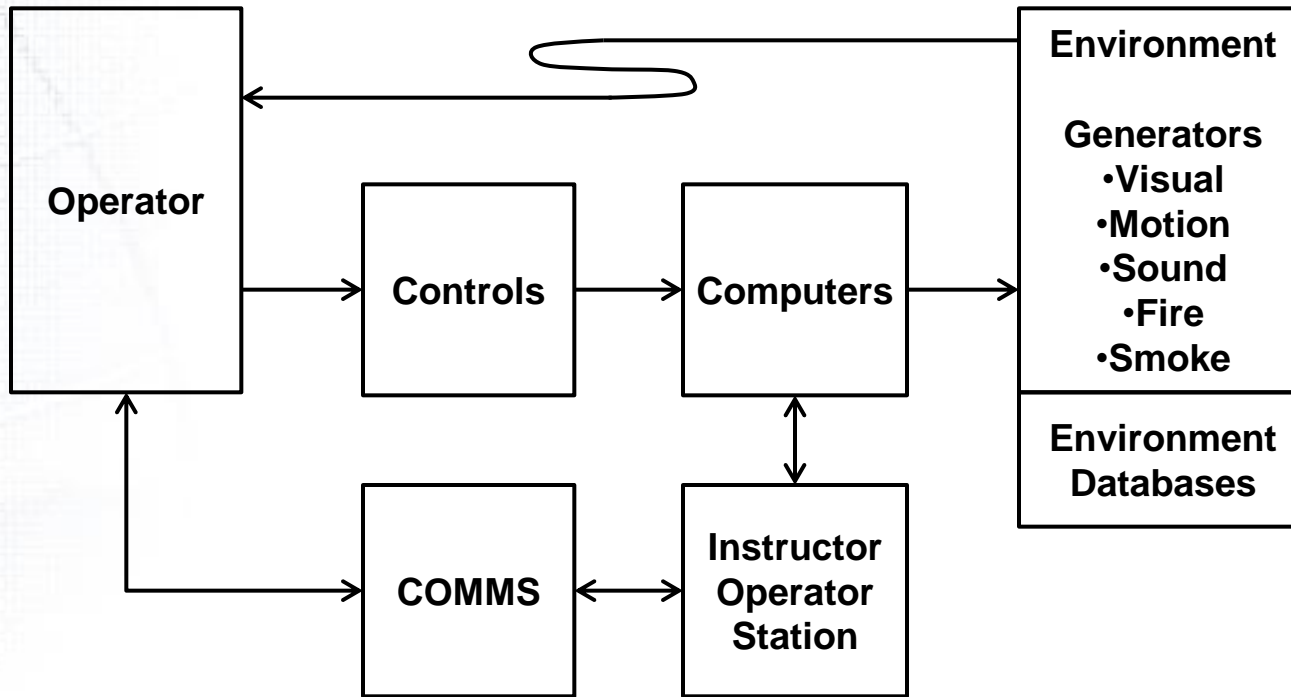 Operator
Controls
Computers
Environment
Generators
•Visual
•Motion
•Sound
•Fire
•Smoke
Environment
Databases
COMMS
Instructor
Operator
Station